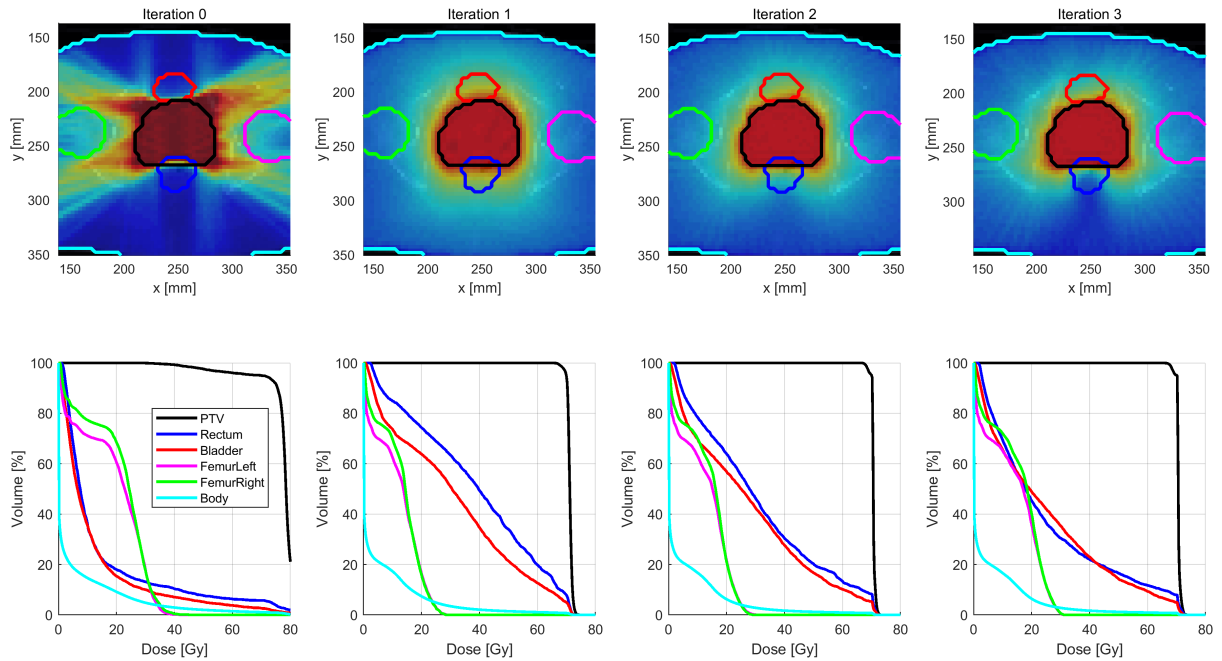 Iteration 0
Iteration 1
Iteration 2
Iteration 3
y [mm]
150
200
250
300
350
150 200 250 300 350
x [mm]
y [mm]
150
200
250
300
350
150 200 250 300 350
x [mm]
y [mm]
150
200
250
300
350
150 200 250 300 350
x [mm]
y [mm]
150
200
250
300
150 200 250 300 350
x [mm]
Volume [%]
100
80
60
40
20
0
PTV
Rectum
Bladder
FemurLeft
FemurRight
Body
0 20 40 60 80
Dose [Gy]
Volume [%]
100
80
60
40
20
0
0 20 40 60 80
Dose [Gy]
Volume [%]
100
80
60
40
20
0
0 20 40 60 80
Dose [Gy]
Volume [%]
100
80
60
40
20
0
0 20 40 60 80
Dose [Gy]